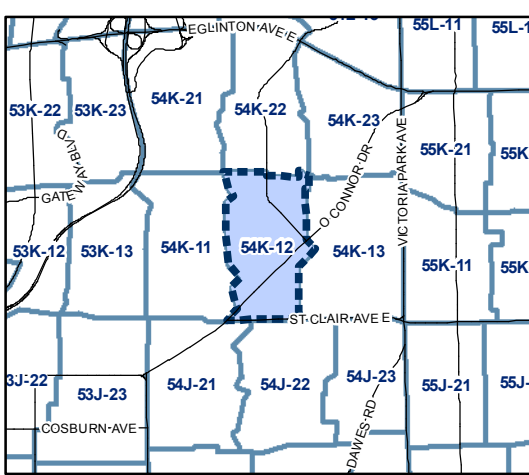 55L-11
55L-1
EGLINTON AVE E
53K-22
53K-23
54K-21
54K-22
54K-23
55K-21
55K
GATEWAY BLVD
O CONNOR DR
VICTORIA PARK AVE
53K-12
53K-13
54K-11
54K-12
54K-13
55K-11
55K
ST CLAIR AVE E
3J-22
53J-23
54J-21
54J-22
54J-23
55J-21
55J-
COSBURN AVE
DAWES RD